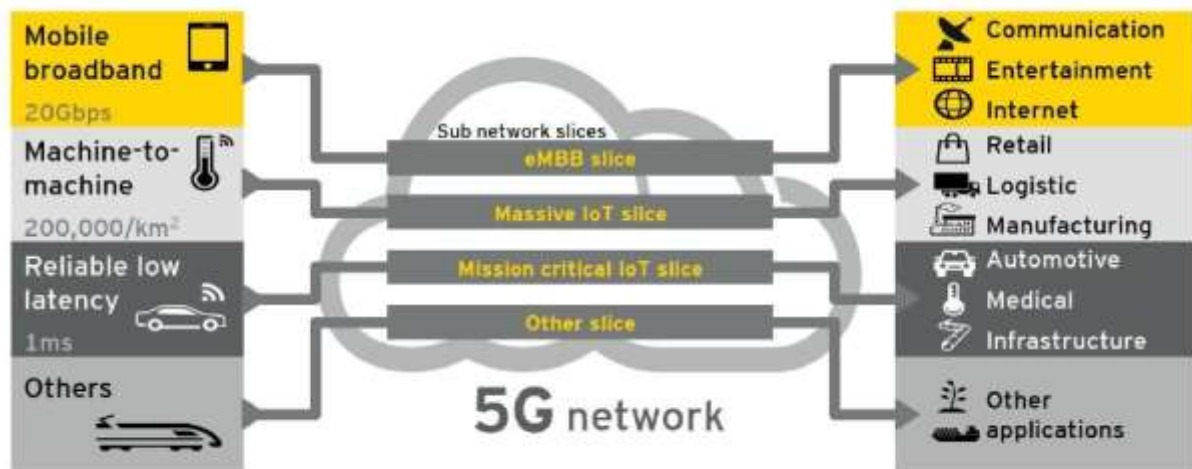 Mobile
broadband
20Gbps
Machine-to-
machine
200,000/km²
Reliable low
latency
1ms
Others
Sub network slices
eMBB slice
Massive IoT slice
Mission critical IoT slice
Other slice
5G network
Communication
Entertainment
Internet
Retail
Logistic
Manufacturing
Automotive
Medical
Infrastructure
Other
applications